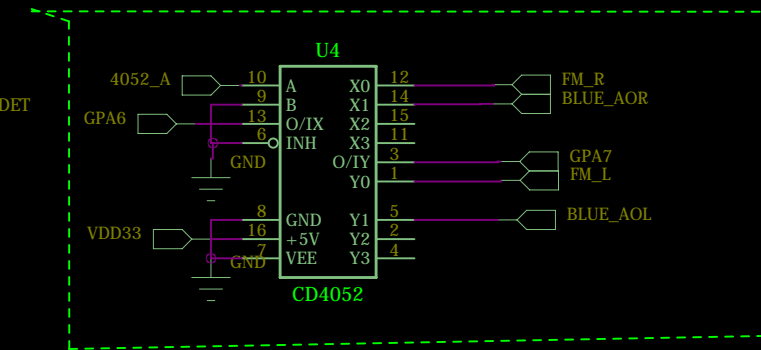 U4
4052_A 10 A X0 12 FM_R
9 B X1 14 BLUE_AOR
DET
GPA6 13 O/IX X2 15
6 INH X3 11
GND O/IY 3 GPA7
Y0 1 FM_L
8 GND Y1 5 BLUE_AOL
VDD33 16 +5V Y2 2
GND 7 VEE Y3 4
CD4052